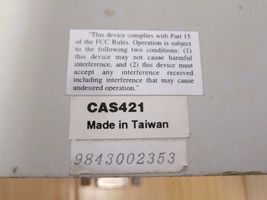 "This device complies with Part 15
of the FCC Rules. Operation is subject
to the following two conditions: (1)
this device may not cause harmful
interference, and (2) this device must
accept any interference received
including interference that may cause
undesired operation."
CAS421
Made in Taiwan
9843002353